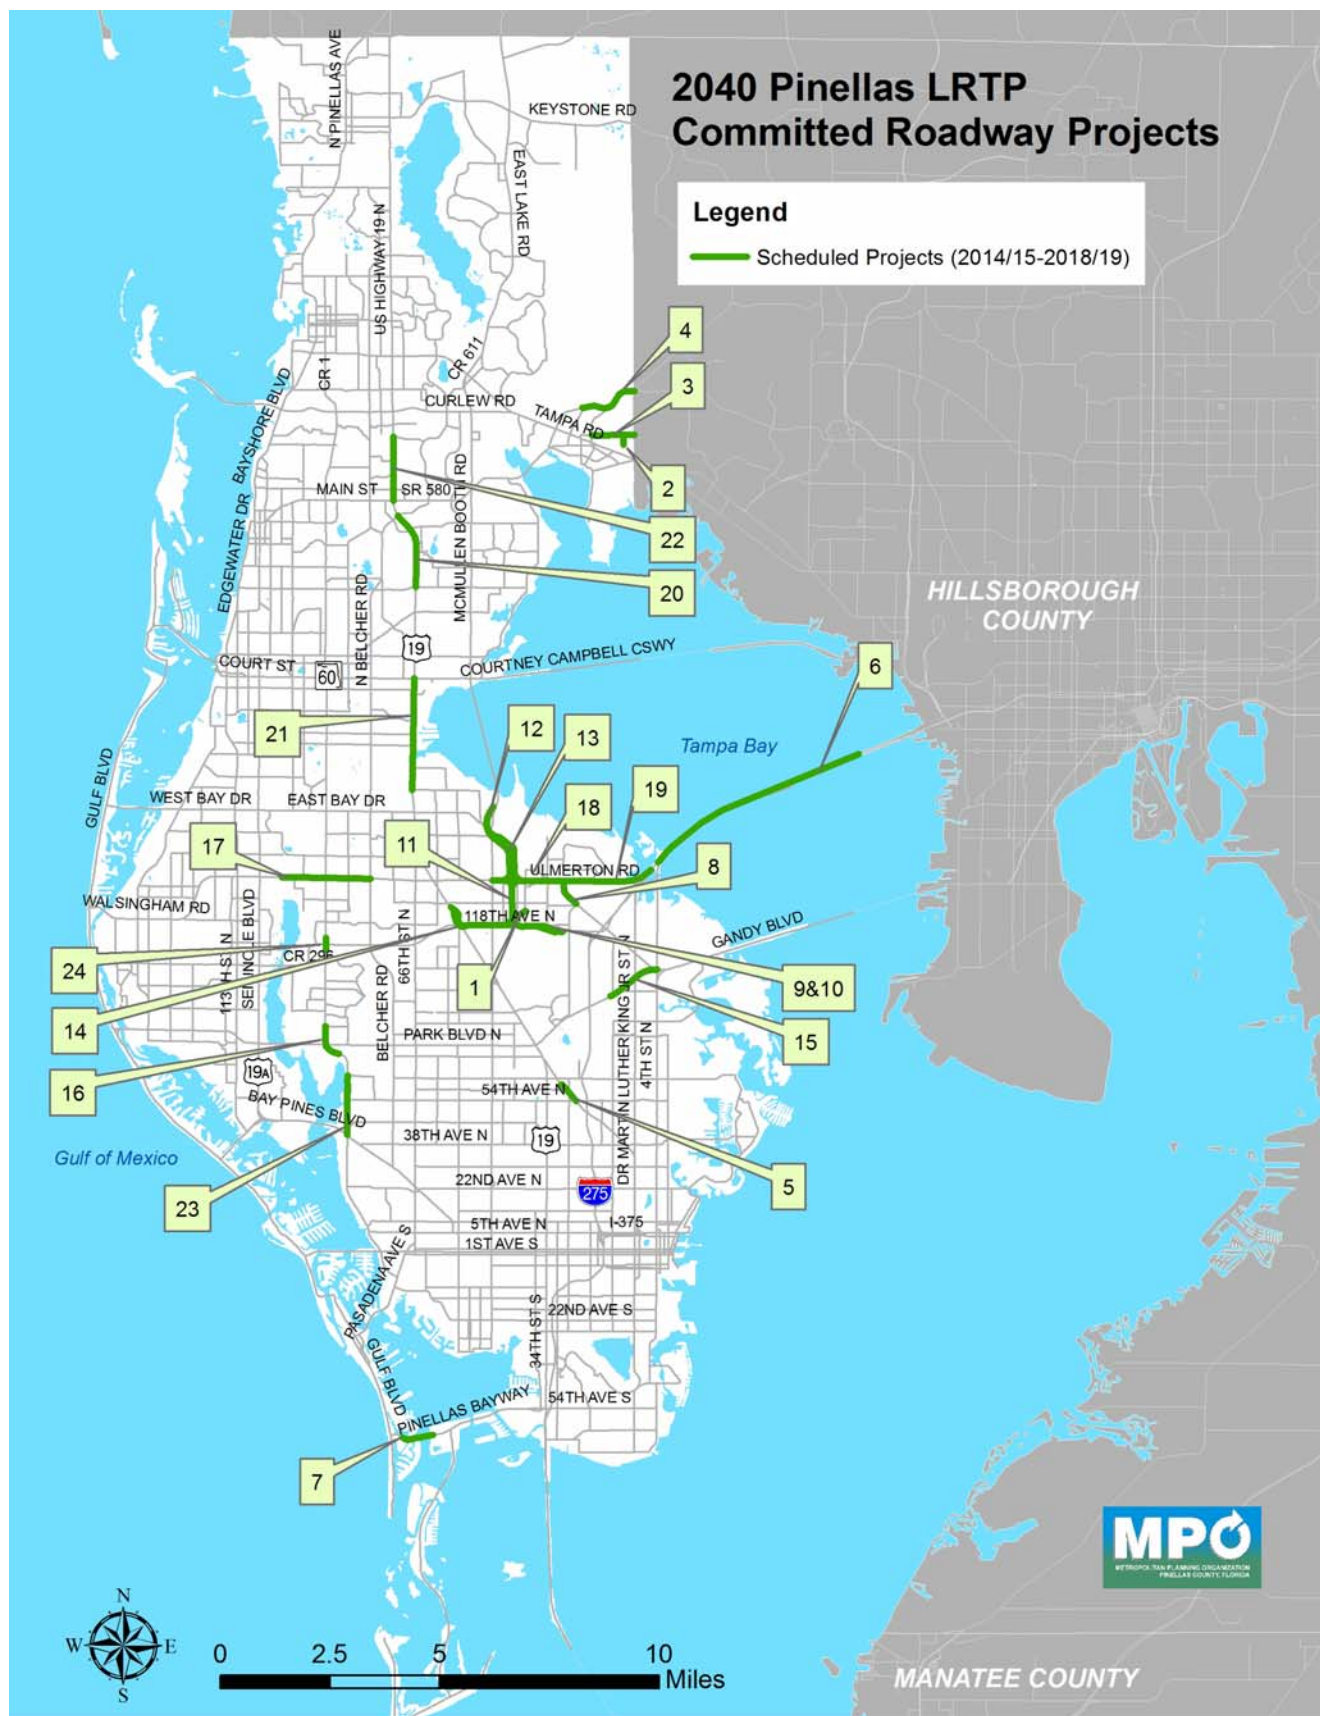 2040 Pinellas LRTP
Committed Roadway Projects
Legend
Scheduled Projects (2014/15-2018/19)
N PINELLAS AVE
KEYSTONE RD
EAST LAKE RD
US HIGHWAY 19 N
4
CR 611
CR 1
3
CURLEW RD
TAMPA RD
BAYSHORE BLVD
2
MAIN ST
SR 580
MCMULLEN BOOTH RD
22
EDGEWATER DR
20
HILLSBOROUGH
COUNTY
N BELCHER RD
19
COURTNEY CAMPBELL CSWY
COURT ST
60
6
21
12
13
Tampa Bay
GULF BLVD
WEST BAY DR
EAST BAY DR
18
19
17
11
ULMERTON RD
8
WALSINGHAM RD
118TH AVE N
GANDY BLVD
113TH ST N
SEMINOLE BLVD
66TH ST N
CR 296
24
1
9&10
14
BELCHER RD
PARK BLVD N
DR MARTIN LUTHER KING JR ST N
4TH ST N
15
16
19A
54TH AVE N
BAY PINES BLVD
38TH AVE N
19
Gulf of Mexico
22ND AVE N
275
5
23
5TH AVE N
I-375
1ST AVE S
PASADENA AVE S
22ND AVE S
34TH ST S
GULF BLVD
54TH AVE S
PINELLAS BAYWAY
7
MPO
METROPOLITAN PLANNING ORGANIZATION
PINELLAS COUNTY, FLORIDA
N
W E
S
0 2.5 5 10
Miles
MANATEE COUNTY